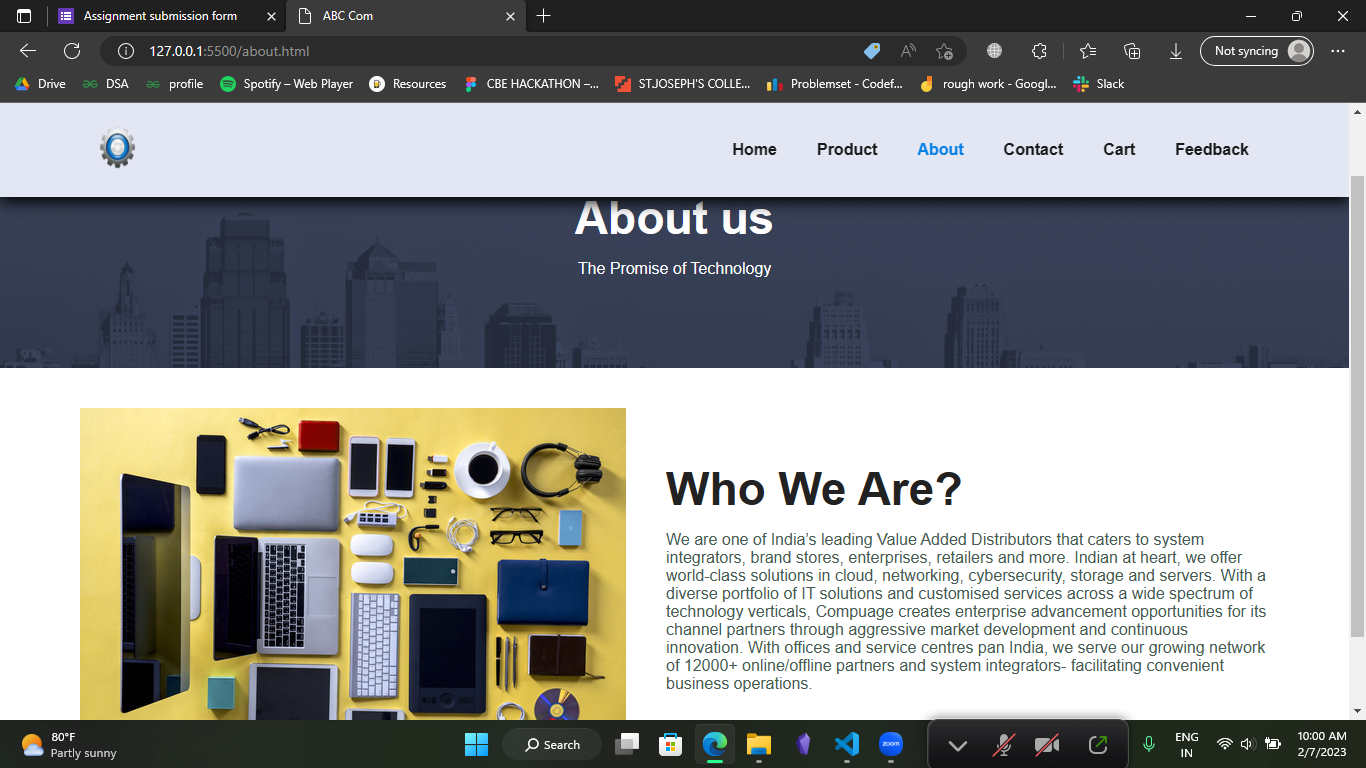 Assignment submission form
ABC Com
127.0.0.1:5500/about.html
Not syncing
Drive
DSA
profile
Spotify – Web Player
Resources
CBE HACKATHON –...
ST.JOSEPH'S COLLE...
Problemset - Codef...
rough work - Googl...
Slack
Home
Product
About
Contact
Cart
Feedback
About us
The Promise of Technology
Who We Are?
We are one of India’s leading Value Added Distributors that caters to system
integrators, brand stores, enterprises, retailers and more. Indian at heart, we offer
world-class solutions in cloud, networking, cybersecurity, storage and servers. With a
diverse portfolio of IT solutions and customised services across a wide spectrum of
technology verticals, Compuage creates enterprise advancement opportunities for its
channel partners through aggressive market development and continuous
innovation. With offices and service centres pan India, we serve our growing network
of 12000+ online/offline partners and system integrators- facilitating convenient
business operations.
80°F
Partly sunny
Search
zoom
ENG
IN
10:00 AM
2/7/2023